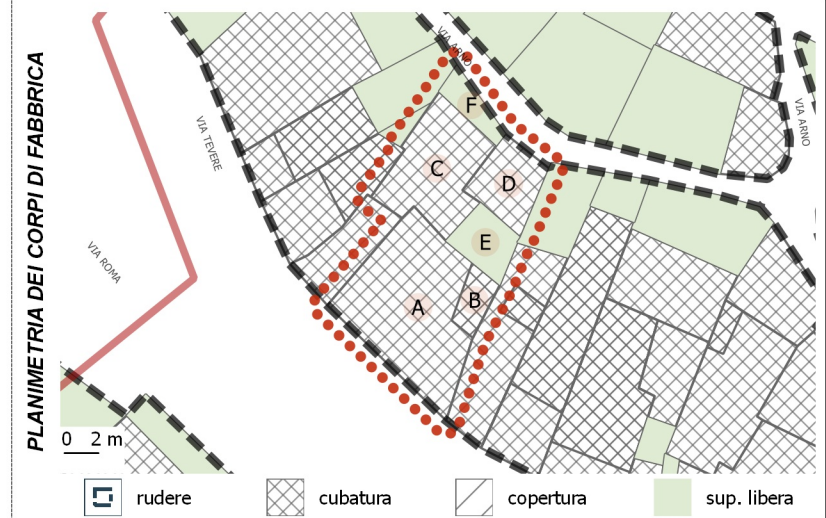 PLANIMETRIA DEI CORPI DI FABBRICA
VIA ARNO
VIA ARNO
VIA TEVERE
VIA ROMA
F
C
D
E
B
A
0 2 m
rudere
cubatura
copertura
sup. libera